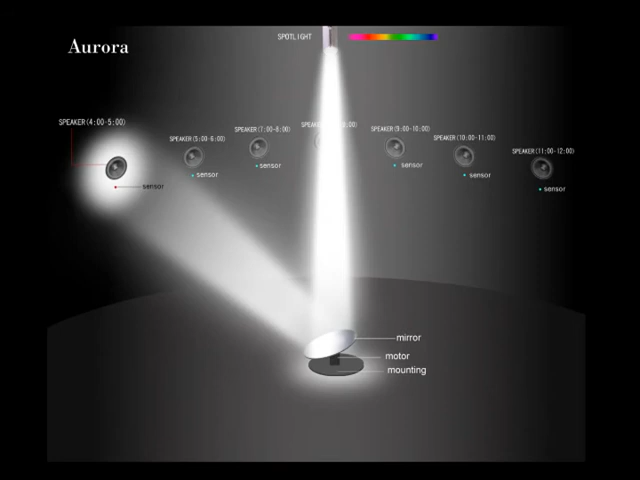 Aurora
SPOTLIGHT
SPEAKER(4:00-5:00)
SPEAKER(5:00-6:00)
SPEAKER(7:00-8:00)
SPEAKER(9:00-10:00)
SPEAKER(10:00-11:00)
SPEAKER(11:00-12:00)
sensor
sensor
sensor
sensor
sensor
sensor
mirror
motor
mounting